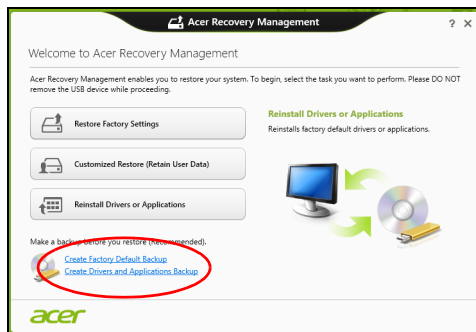 Acer Recovery Management
? X
Welcome to Acer Recovery Management
Acer Recovery Management enables you to restore your system. To begin, select the task you want to perform. Please DO NOT
remove the USB device while proceeding.
Restore Factory Settings
Customized Restore (Retain User Data)
Reinstall Drivers or Applications
Reinstall Drivers or Applications
Reinstalls factory default drivers or applications.
Make a backup before you restore (Recommended).
Create Factory Default Backup
Create Drivers and Applications Backup
acer